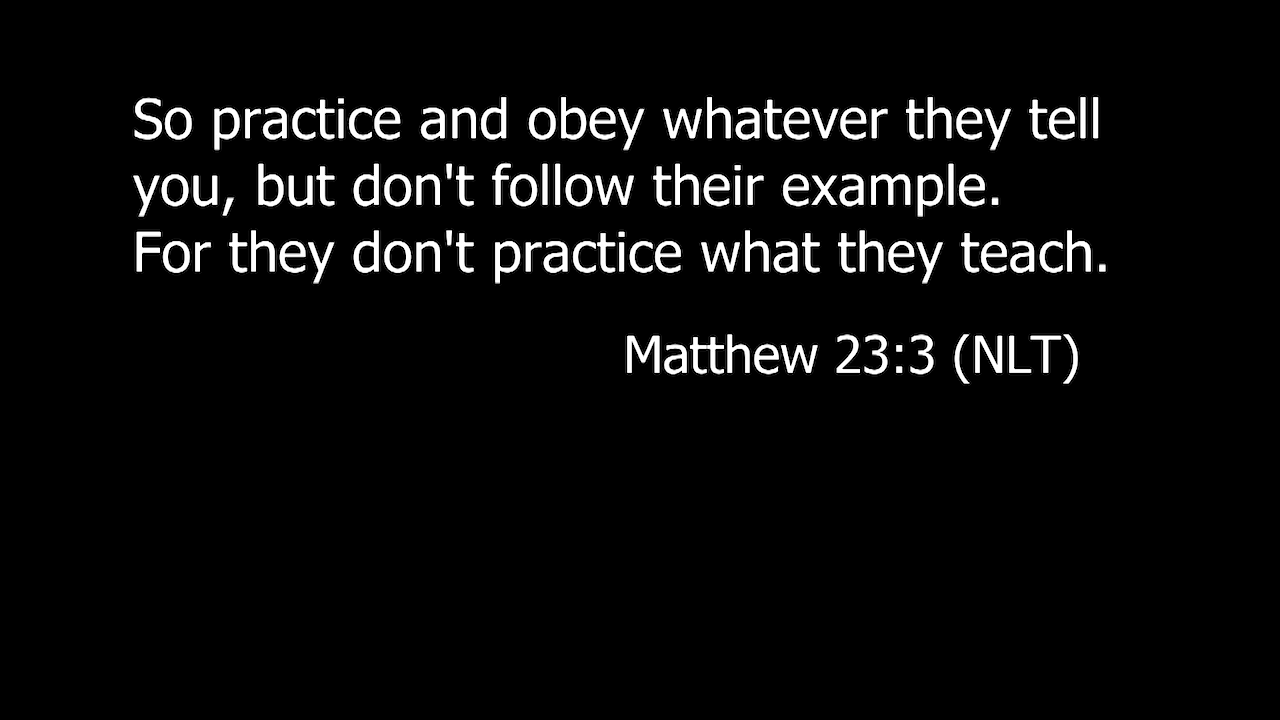 So practice and obey whatever they tell
you, but don't follow their example.
For they don't practice what they teach.
Matthew 23:3 (NLT)